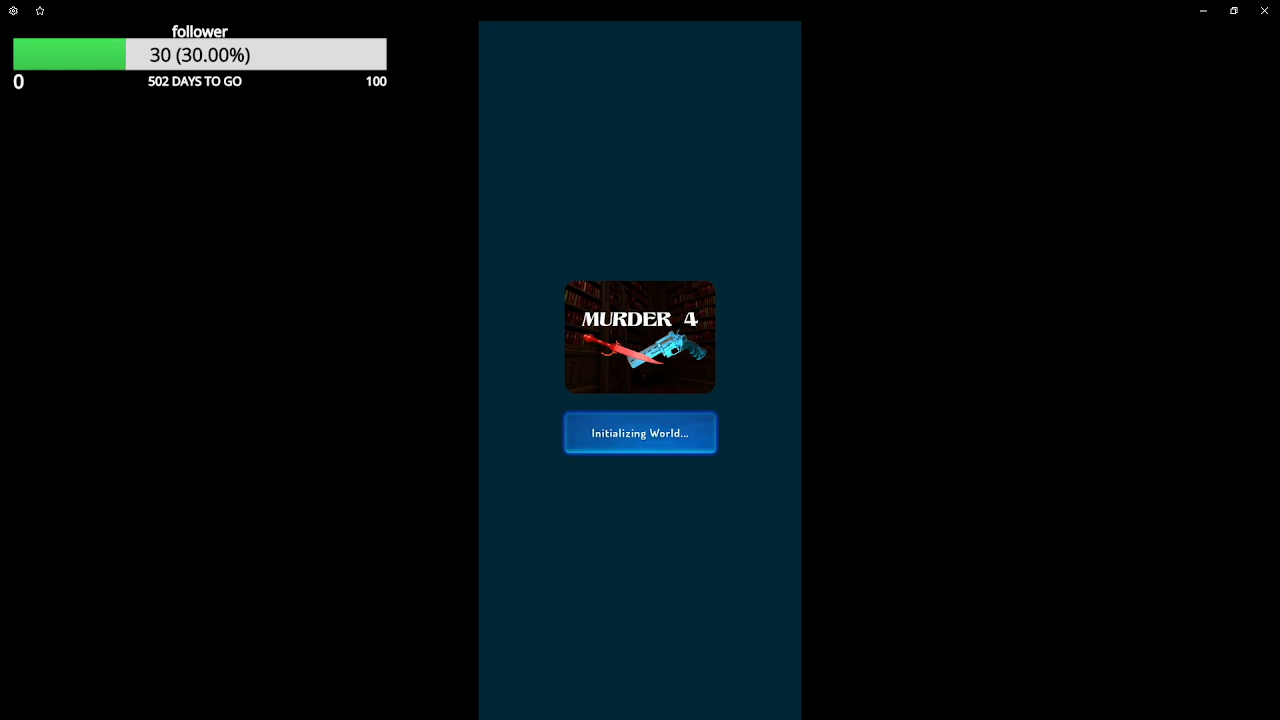 follower
30 (30.00%)
0
502 DAYS TO GO
100
MURDER 4
Initializing World...